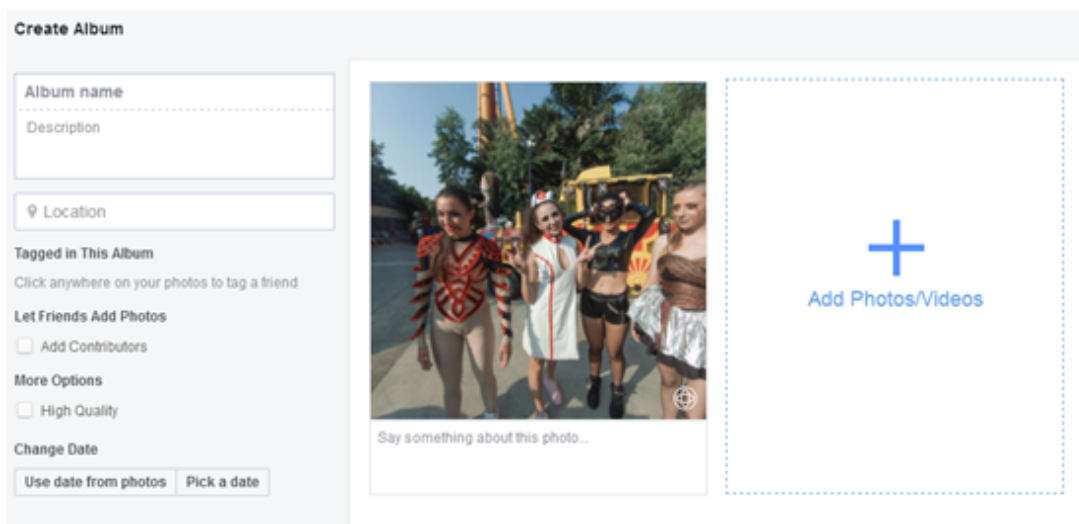 Create Album
Album name
Description
Location
Tagged in This Album
Click anywhere on your photos to tag a friend
Let Friends Add Photos
Add Contributors
More Options
High Quality
Change Date
Use date from photos Pick a date
Say something about this photo...
Add Photos/Videos